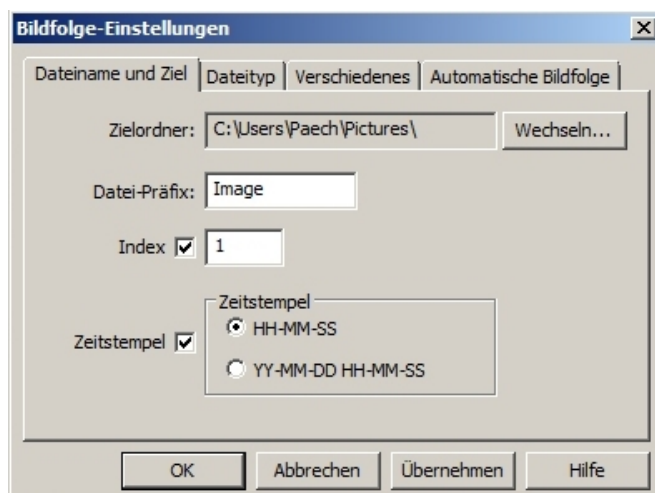 Bildfolge-Einstellungen
Dateiname und Ziel Dateityp Verschiedenes Automatische Bildfolge
Zielordner: C:\Users\Paech\Pictures\ Wechseln...
Datei-Präfix: Image
Index 1
Zeitstempel
Zeitstempel HH-MM-SS
YY-MM-DD HH-MM-SS
OK Abbrechen Übernehmen Hilfe